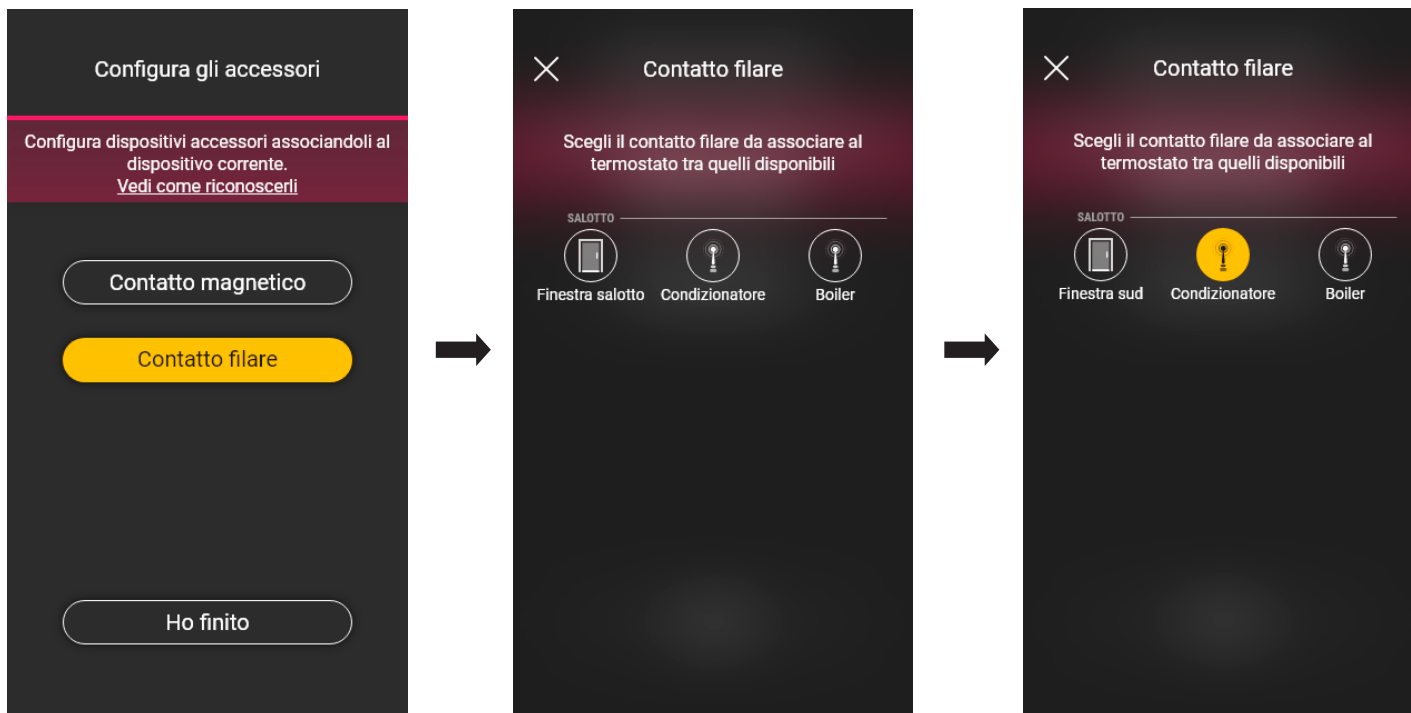 Configura gli accessori
Configura dispositivi accessori associandoli al
dispositivo corrente.
Vedi come riconoscerli
Contatto magnetico
Contatto filare
Ho finito
Contatto filare
Scegli il contatto filare da associare al
termostato tra quelli disponibili
SALOTTO
Finestra salotto Condizionatore Boiler
Contatto filare
Scegli il contatto filare da associare al
termostato tra quelli disponibili
SALOTTO
Finestra sud Condizionatore Boiler